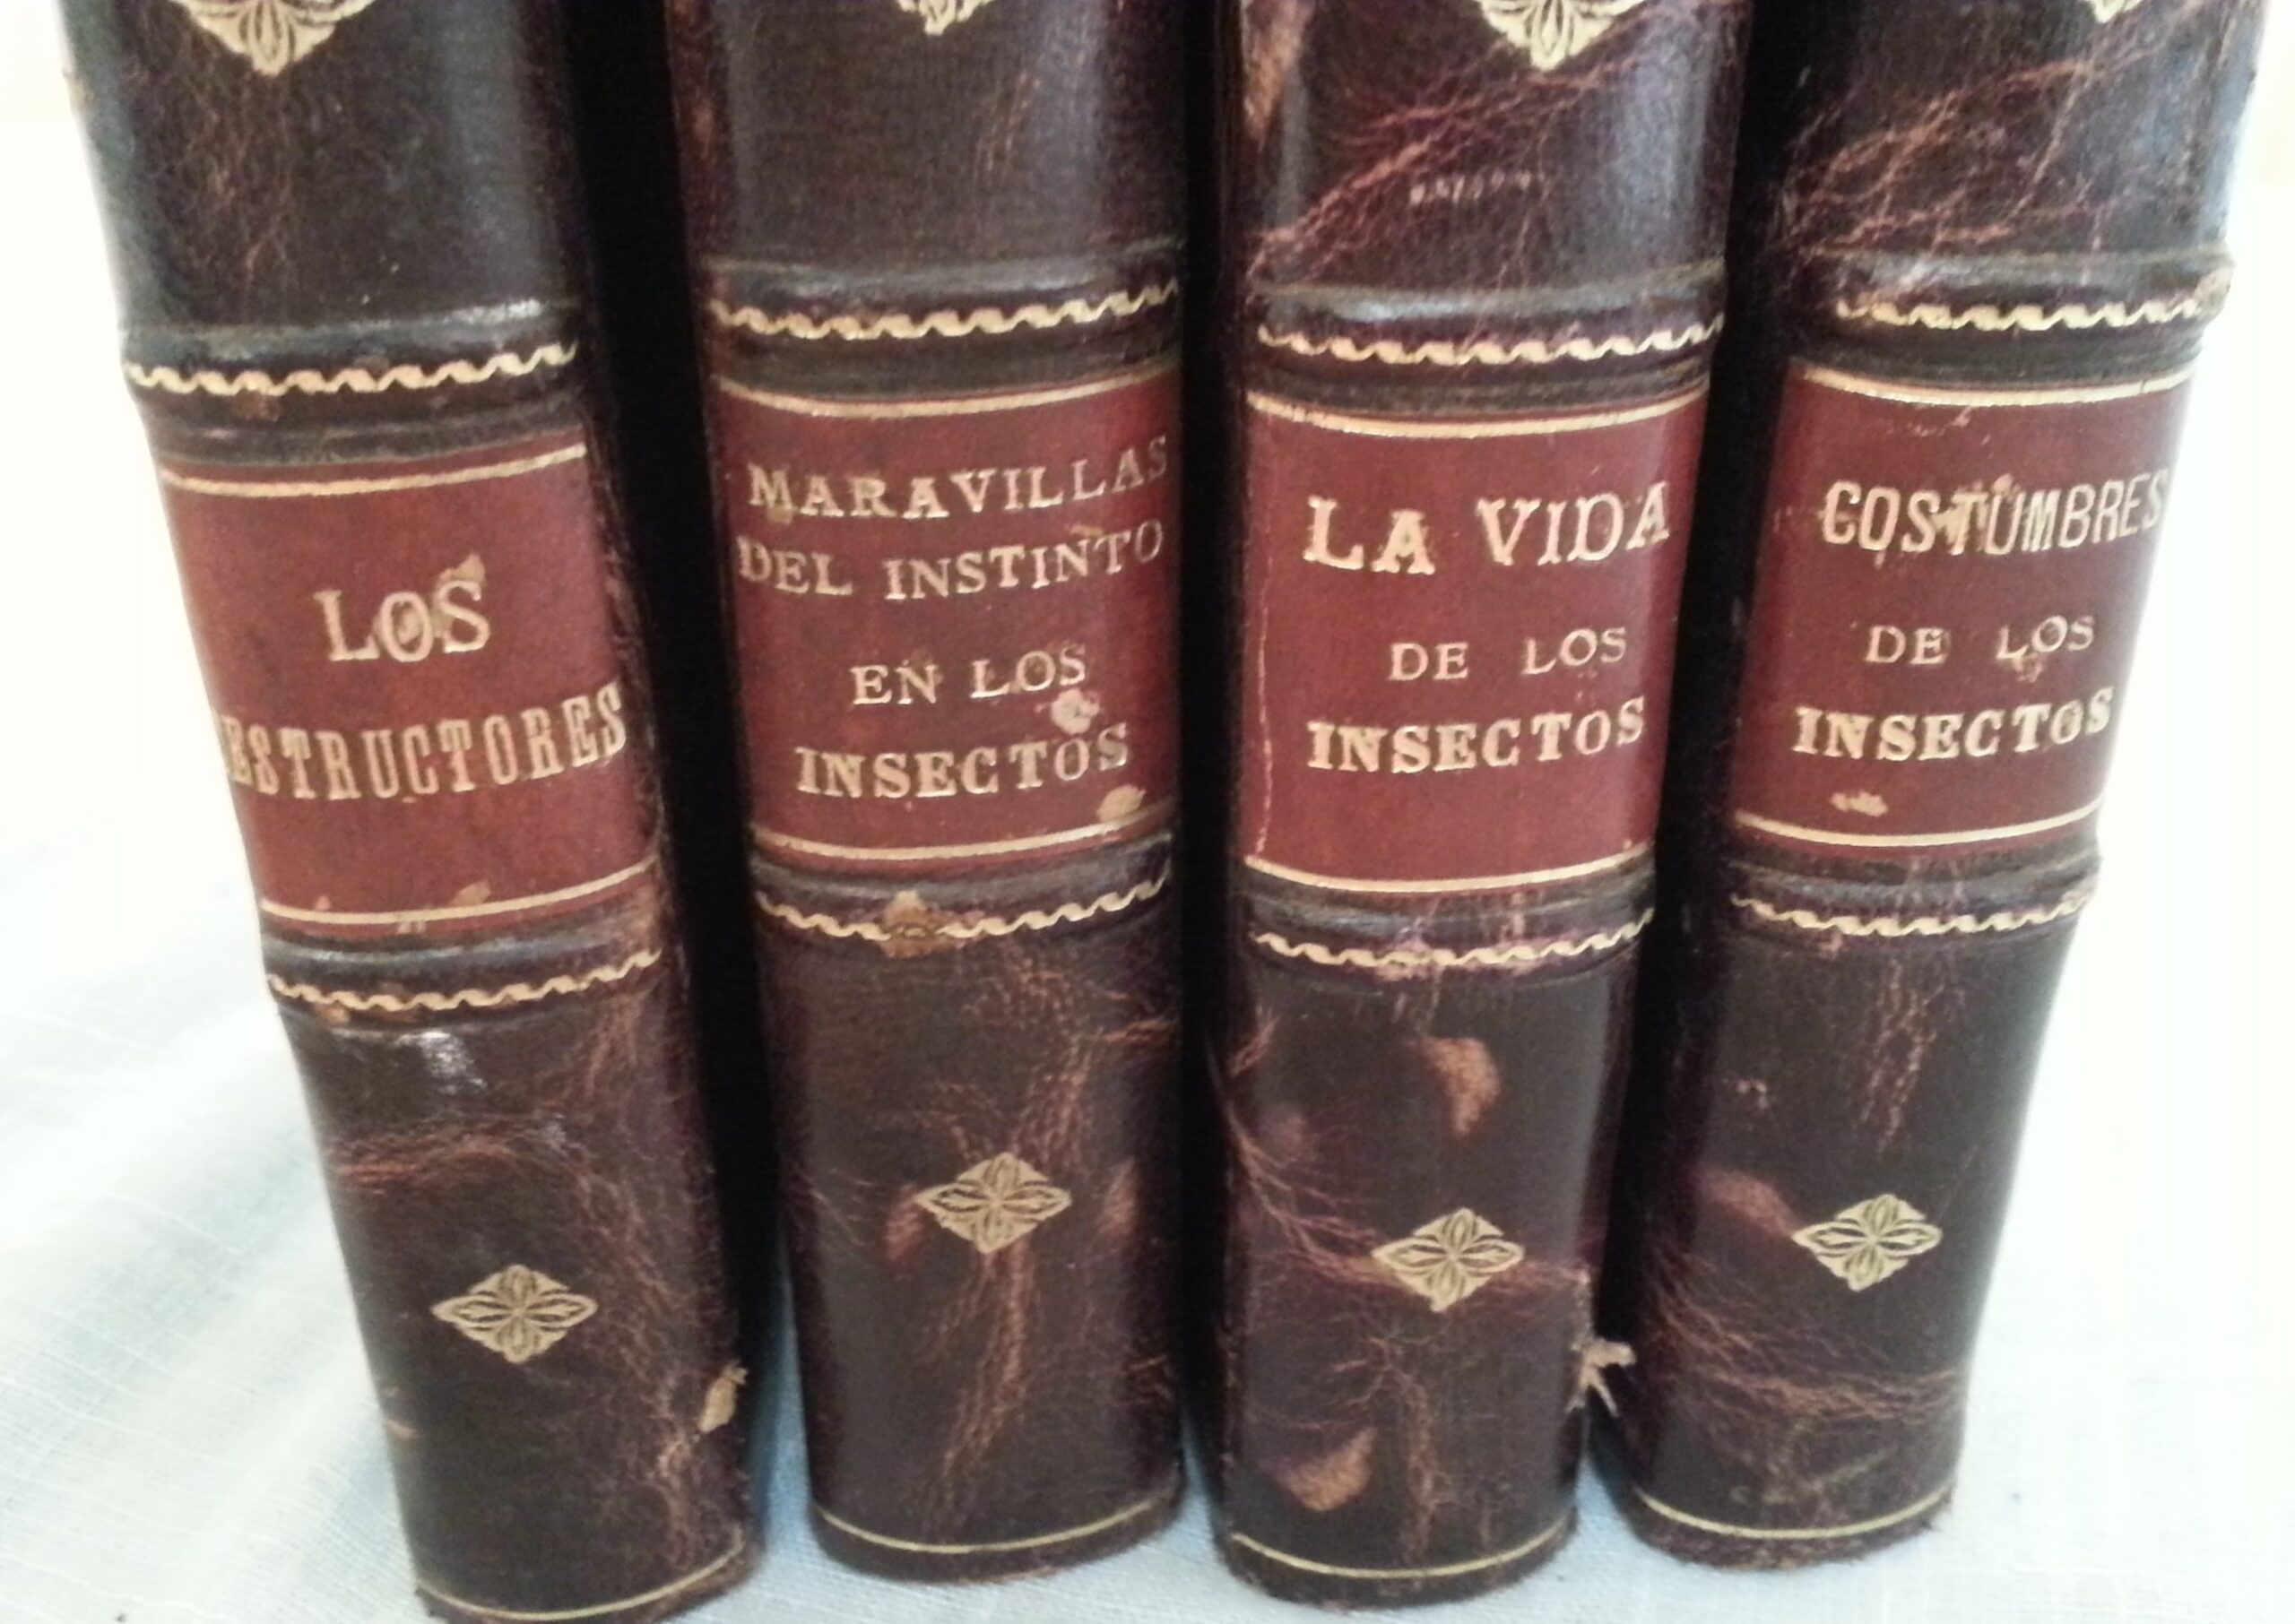 LOS
ESTRUCTORES
MARAVILLAS
DEL INSTINTO
EN LOS
INSECTOS
LA VIDA
DE LOS
INSECTOS
COSTUMBRES
DE LOS
INSECTOS